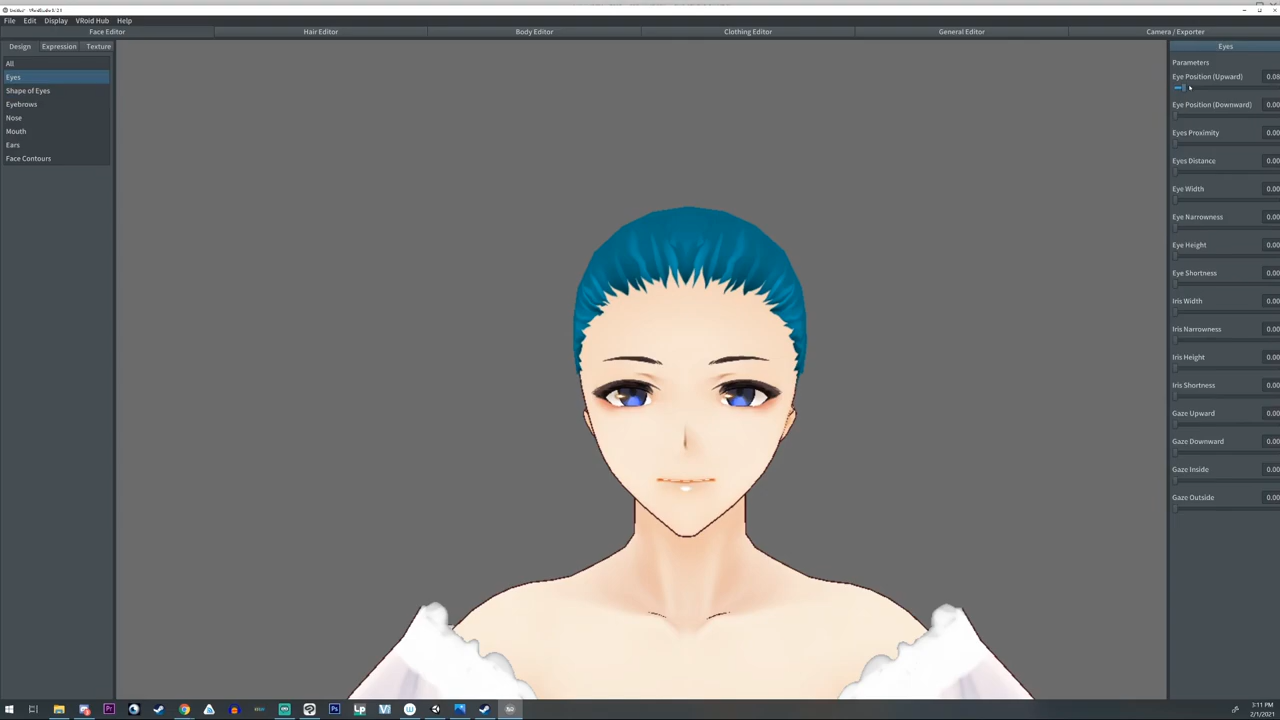 File Edit Display VRoid Hub Help
Face Editor Hair Editor Body Editor Clothing Editor General Editor Camera / Exporter
Design Expression Texture
All
Eyes
Shape of Eyes
Eyebrows
Nose
Mouth
Ears
Face Contours
Eyes
Parameters
Eye Position (Upward) 0.08
Eye Position (Downward) 0.00
Eyes Proximity 0.00
Eyes Distance 0.00
Eye Width 0.00
Eye Narrowness 0.00
Eye Height 0.00
Eye Shortness 0.00
Iris Width 0.00
Iris Narrowness 0.00
Iris Height 0.00
Iris Shortness 0.00
Gaze Upward 0.00
Gaze Downward 0.00
Gaze Inside 0.00
Gaze Outside 0.00
3:11 PM
2/1/2021